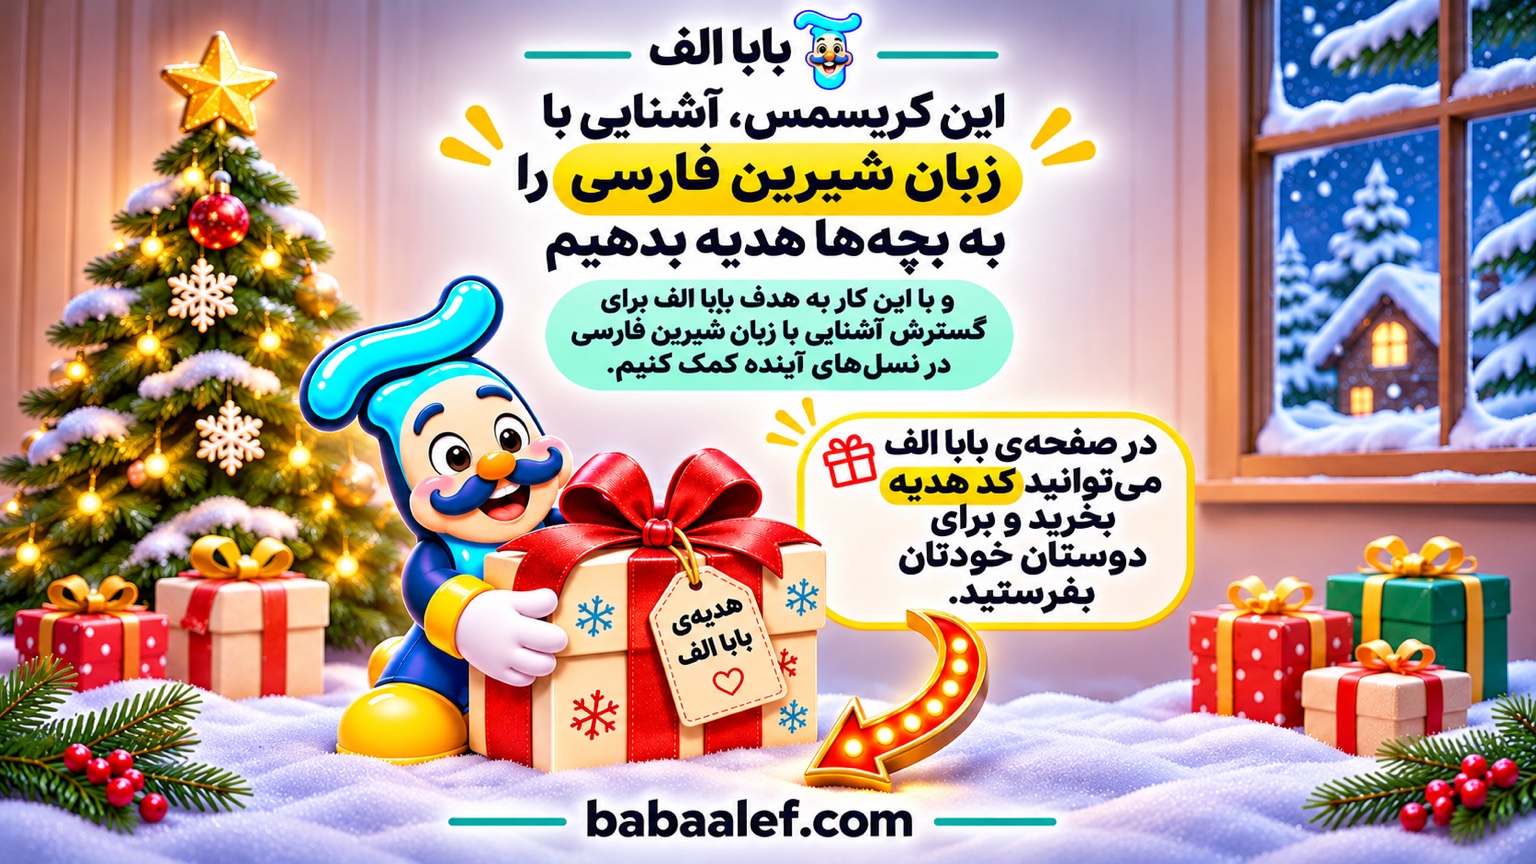 بابا الف
این کریسمس، آشنایی با
زبان شیرین فارسی را
به بچه‌ها هدیه بدهیم
و با این کار به هدف بابا الف برای
گسترش آشنایی با زبان شیرین فارسی
در نسل‌های آینده کمک کنیم.
در صفحه‌ی بابا الف
می‌توانید کد هدیه
بخرید و برای
دوستان خودتان
بفرستید.
هدیه‌ی
بابا الف
babaalef.com